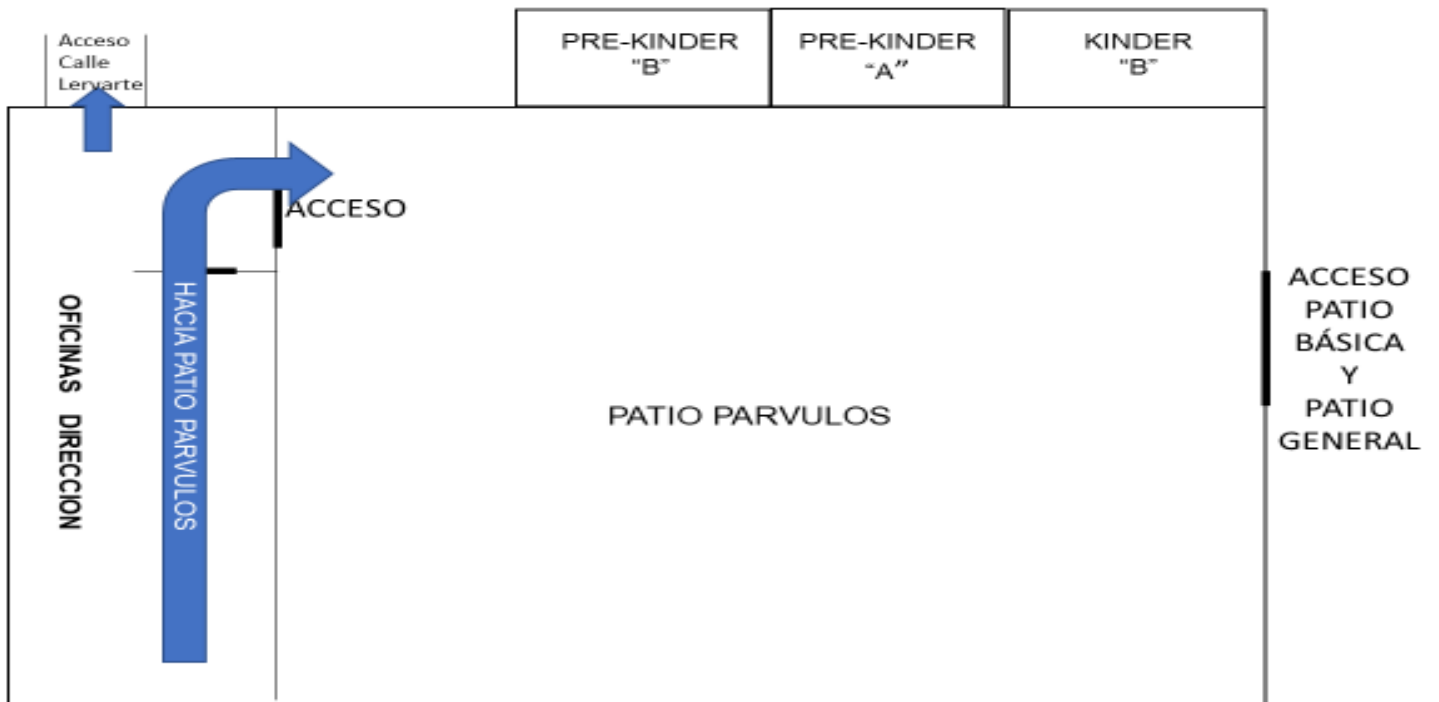 Acceso
Calle
Leryarte
PRE-KINDER
"B"
PRE-KINDER
“A”
KINDER
"B"
ACCESO
HACIA PATIO PARVULOS
OFICINAS DIRECCION
PATIO PARVULOS
ACCESO
PATIO
BÁSICA
Y
PATIO
GENERAL